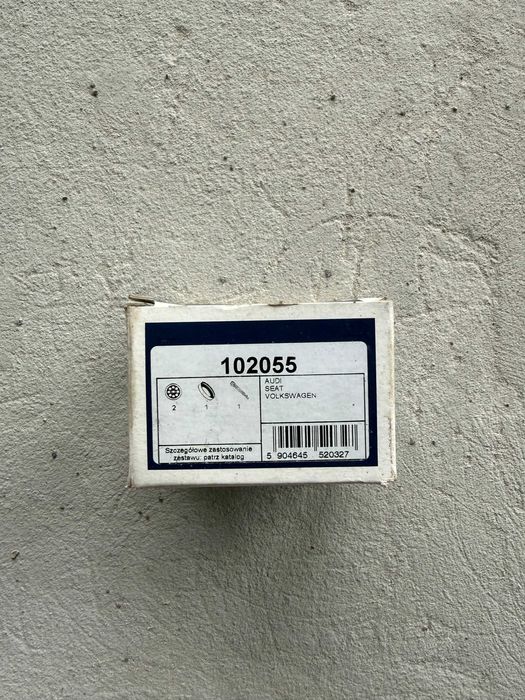 102055
2 1 1
AUDI
SEAT
VOLKSWAGEN
Szczegółowe zastosowanie
zestawu: patrz katalog
5 904645 520327